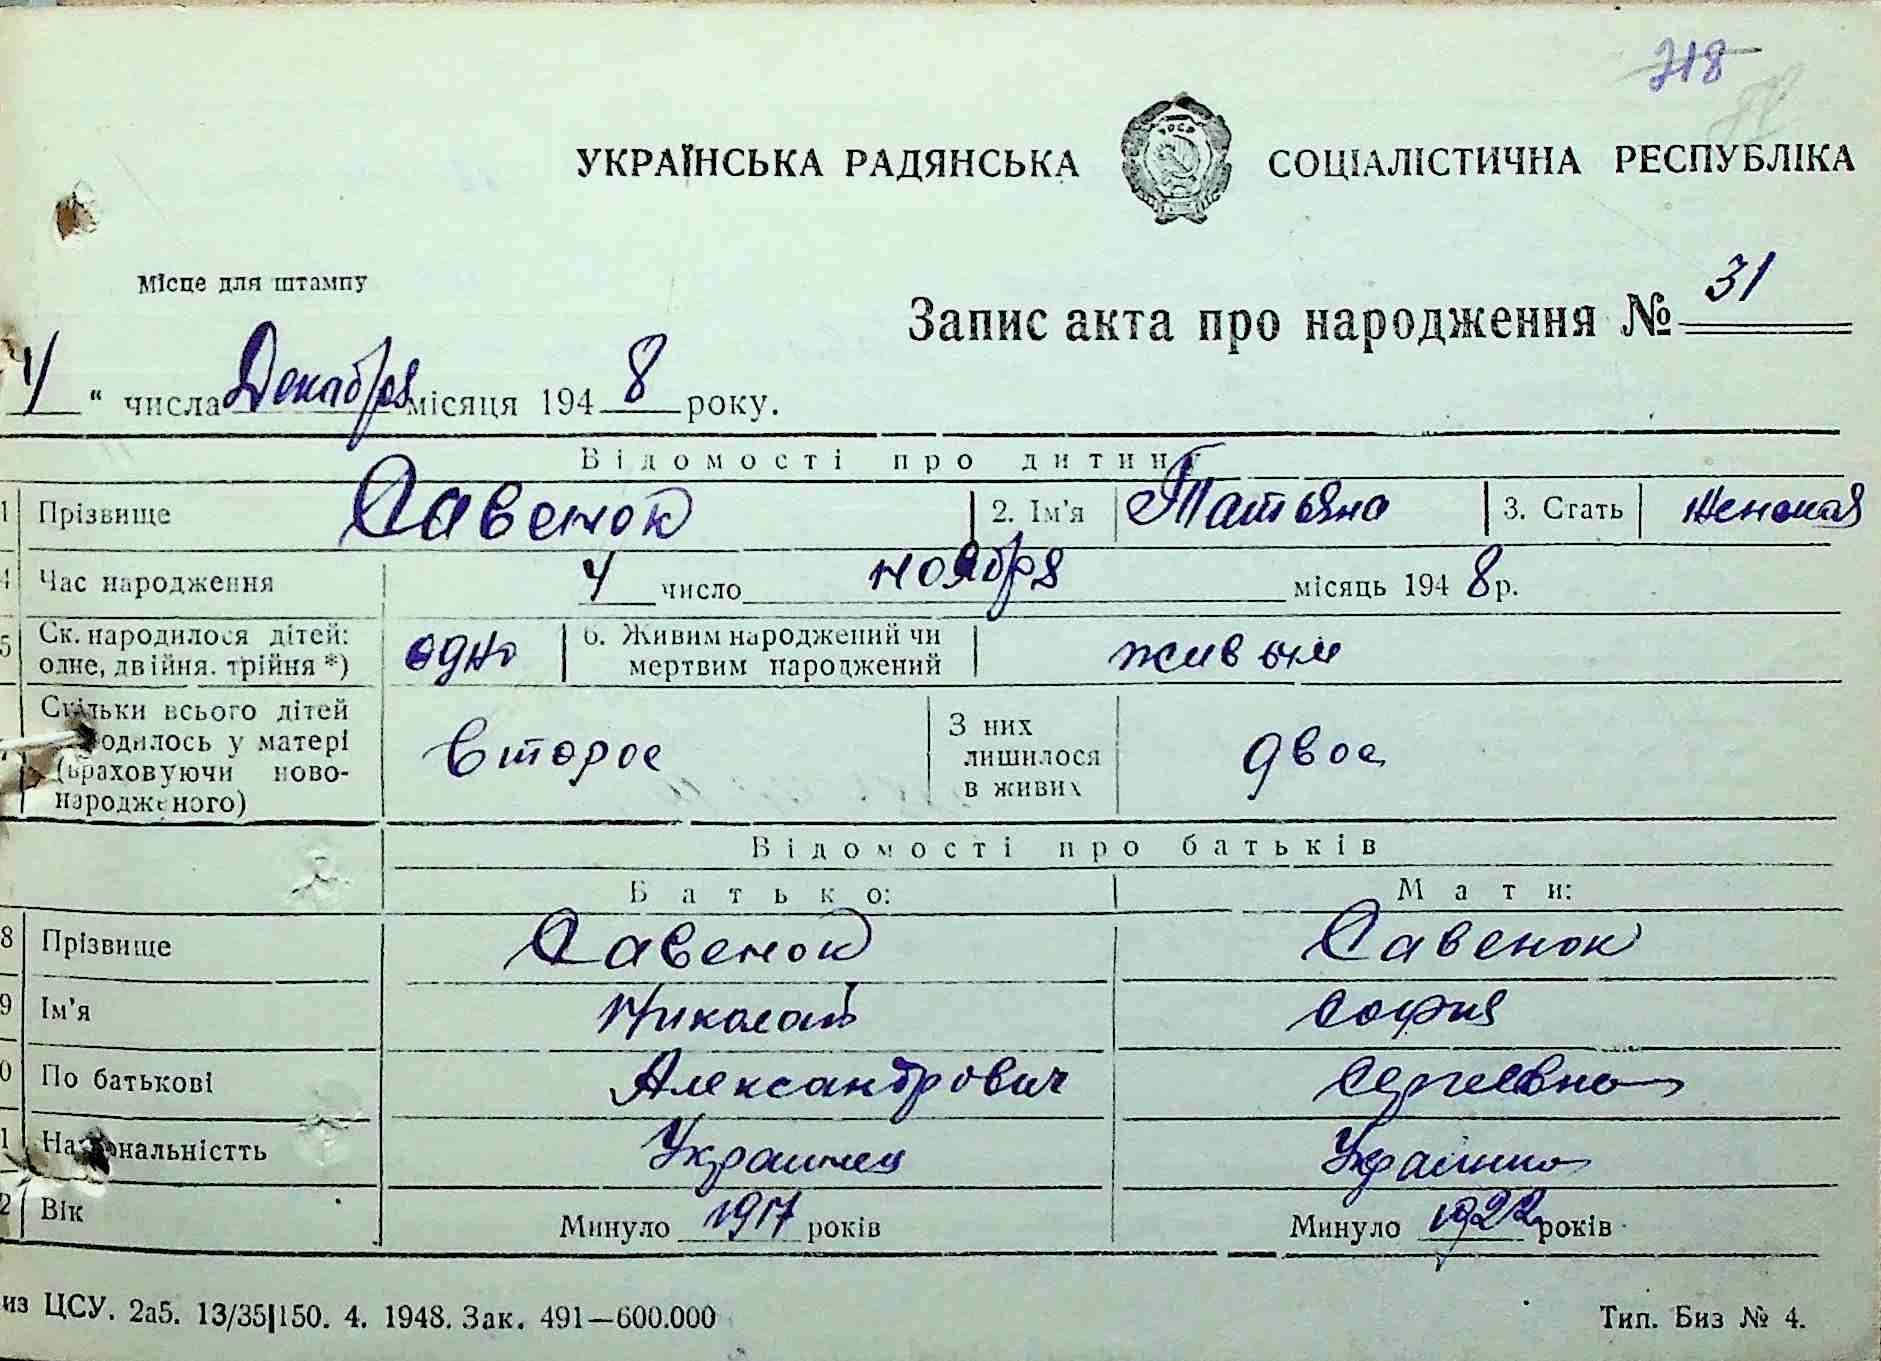 218
УКРАЇНСЬКА РАДЯНСЬКА СОЦІАЛІСТИЧНА РЕСПУБЛІКА
Місце для штампу
Запис акта про народження № 31
4 " числа Декабря місяця 1948 року.
Відомості про дитину
1 Прізвище Савенок 2. Ім'я Татьяна 3. Стать женская
4 Час народження 4 число ноября місяць 1948 р.
5 Ск. народилося дітей: одне, двійня. трійня *) одно 6. Живим народжений чи мертвим народжений живым
Скільки всього дітей народилось у матері (враховуючи новонародженого) второе З них лишилося в живих двое
Відомості про батьків
Батько: Мати:
8 Прізвище Савенок Савенок
9 Ім'я Николай София
0 По батькові Александрович Сергеевна
1 Національністть Украинец Украинка
2 Вік Минуло 1917 років Минуло 1922 років
из ЦСУ. 2а5. 13/35|150. 4. 1948. Зак. 491—600.000 Тип. Биз № 4.